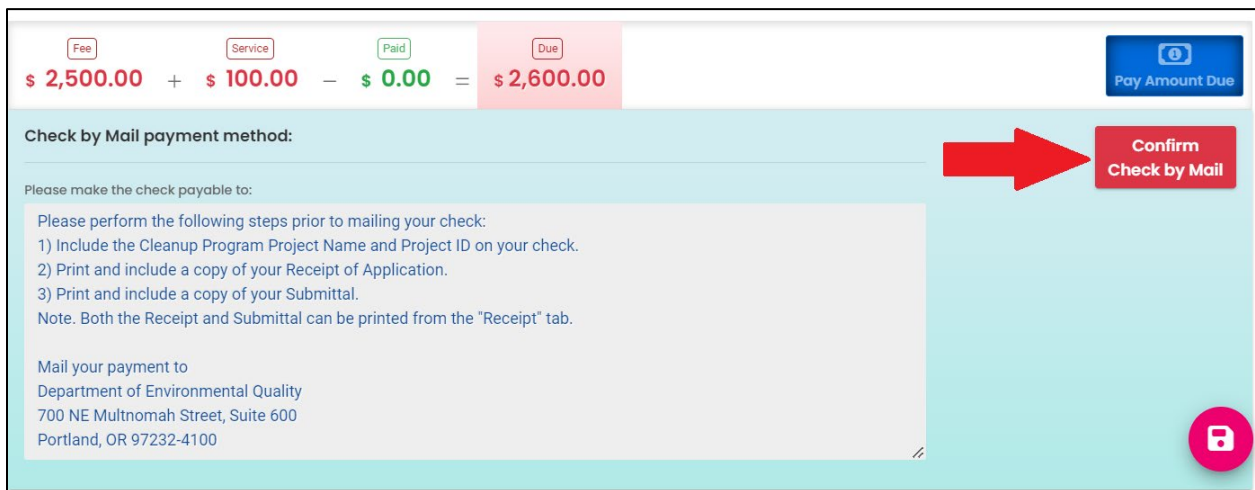 Fee Service Paid Due
$ 2,500.00 + $ 100.00 − $ 0.00 = $ 2,600.00
Pay Amount Due
Check by Mail payment method:
Confirm
Check by Mail
Please make the check payable to:
Please perform the following steps prior to mailing your check:
1) Include the Cleanup Program Project Name and Project ID on your check.
2) Print and include a copy of your Receipt of Application.
3) Print and include a copy of your Submittal.
Note. Both the Receipt and Submittal can be printed from the "Receipt" tab.
Mail your payment to
Department of Environmental Quality
700 NE Multnomah Street, Suite 600
Portland, OR 97232-4100